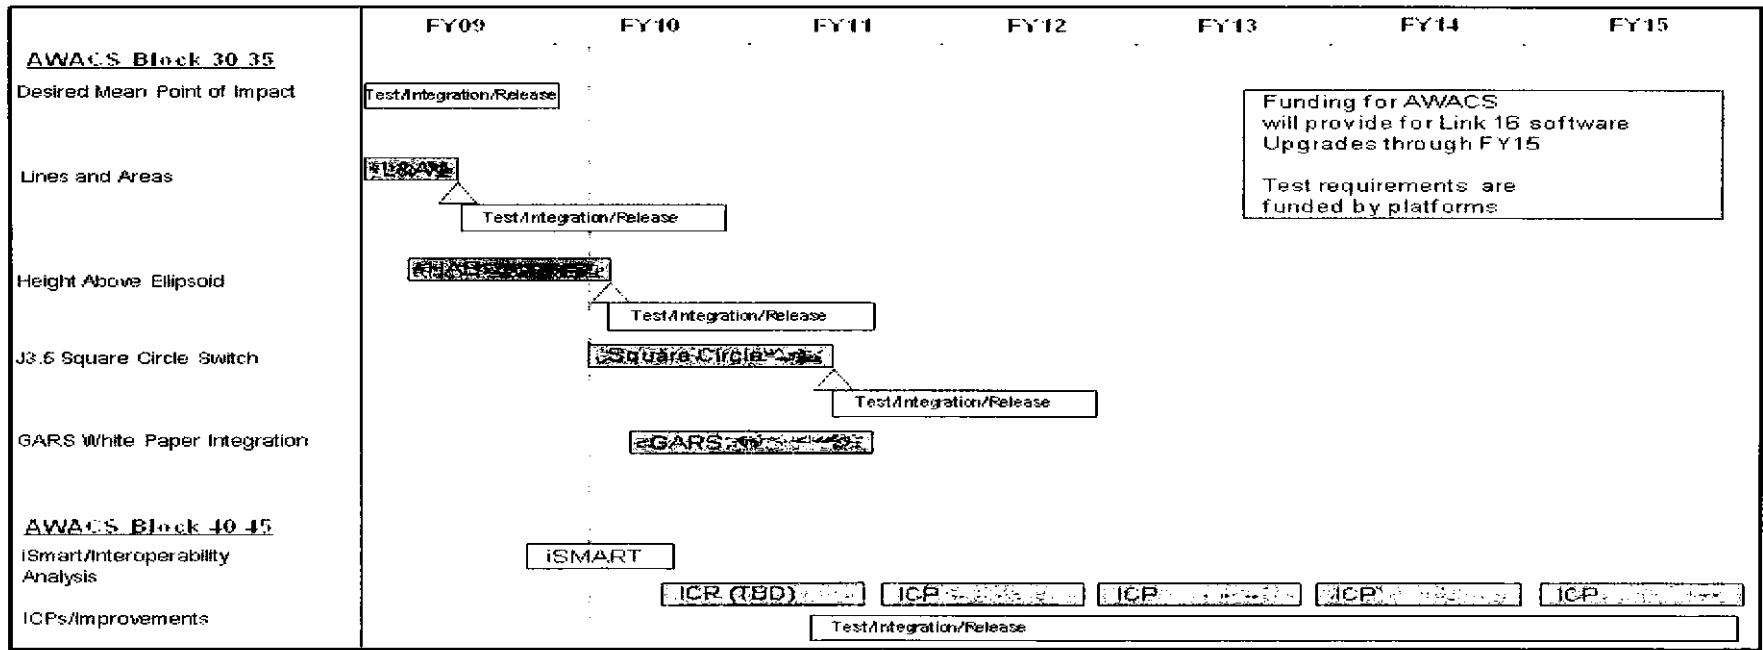 FY09 FY10 FY11 FY12 FY13 FY14 FY15
AWACS Block 30 35
Desired Mean Point of Impact
Test/Integration/Release
Funding for AWACS
will provide for Link 16 software
Upgrades through FY15
Test requirements are
funded by platforms
Lines and Areas
Test/Integration/Release
Height Above Ellipsoid
Test/Integration/Release
J3.5 Square Circle Switch
Square Circle
Test/Integration/Release
GARS White Paper Integration
GARS
AWACS Block 40 45
iSmart/Interoperability
Analysis
iSMART
ICP (TBD) ICP ICP ICP ICP
ICPs/Improvements
Test/Integration/Release